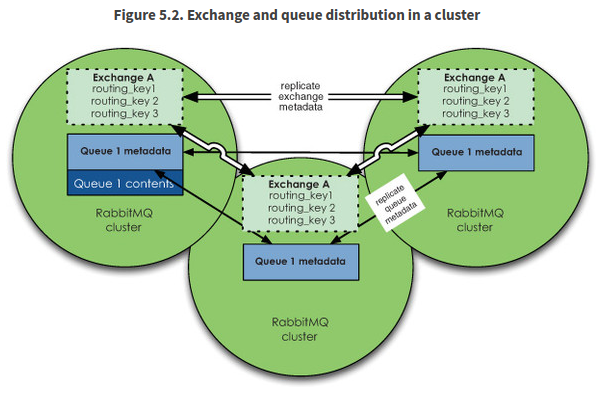 Figure 5.2. Exchange and queue distribution in a cluster
Exchange A
routing_key1
routing_key 2
routing_key 3
Queue 1 metadata
Queue 1 contents
RabbitMQ
cluster
replicate
exchange
metadata
Exchange A
routing_key1
routing_key 2
routing_key 3
Queue 1 metadata
RabbitMQ
cluster
replicate
queue
metadata
Exchange A
routing_key1
routing_key 2
routing_key 3
Queue 1 metadata
RabbitMQ
cluster